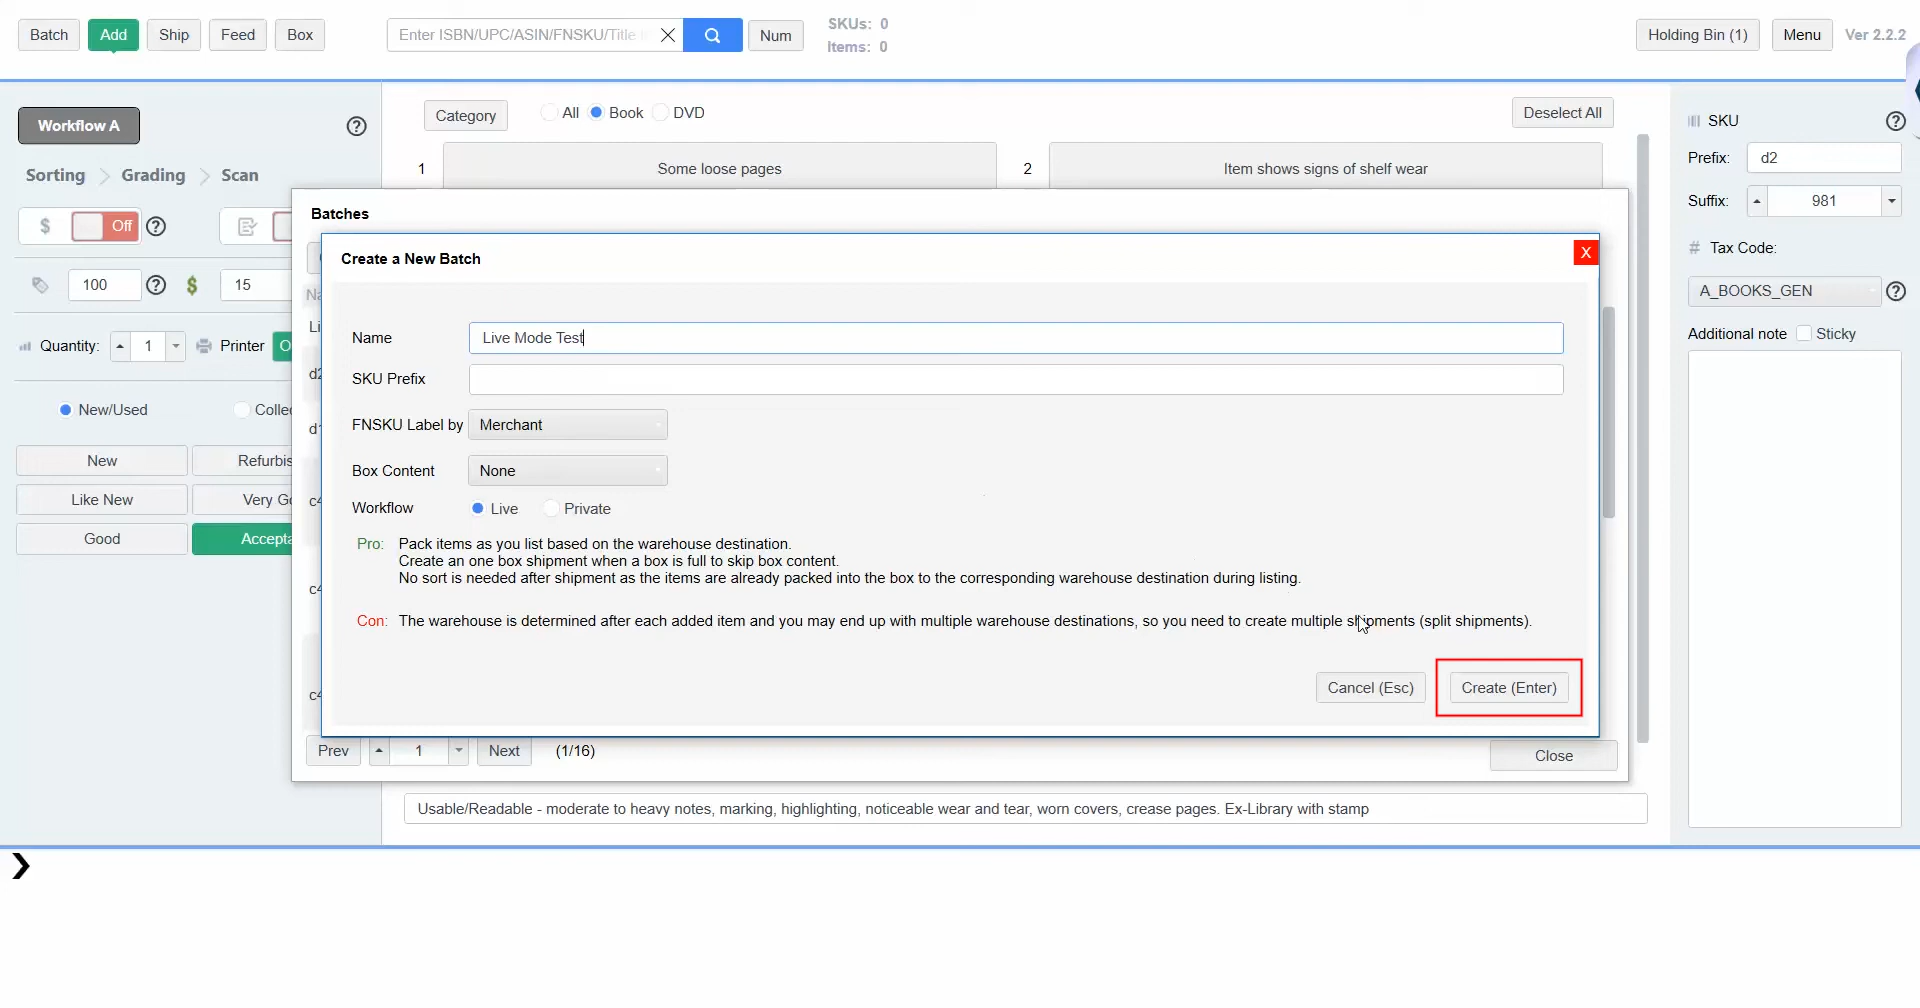 Batch Add Ship Feed Box Enter ISBN/UPC/ASIN/FNSKU/Title Num SKUs: 0 Holding Bin (1) Menu Ver 2.2.2
Items: 0
Workflow A
Category All Book DVD Deselect All
1 Some loose pages 2 Item shows signs of shelf wear
Sorting Grading Scan
$ Off
100 $ 15
Quantity: 1 Printer
New/Used
New
Like New
Good
Batches
Create a New Batch X
Name Live Mode Test
SKU Prefix
FNSKU Label by Merchant
Box Content None
Workflow Live Private
Pro: Pack items as you list based on the warehouse destination.
Create an one box shipment when a box is full to skip box content.
No sort is needed after shipment as the items are already packed into the box to the corresponding warehouse destination during listing.
Con: The warehouse is determined after each added item and you may end up with multiple warehouse destinations, so you need to create multiple shipments (split shipments).
Cancel (Esc) Create (Enter)
Prev 1 Next (1/16) Close
Usable/Readable - moderate to heavy notes, marking, highlighting, noticeable wear and tear, worn covers, crease pages. Ex-Library with stamp
SKU
Prefix: d2
Suffix: 981
# Tax Code:
A_BOOKS_GEN
Additional note Sticky